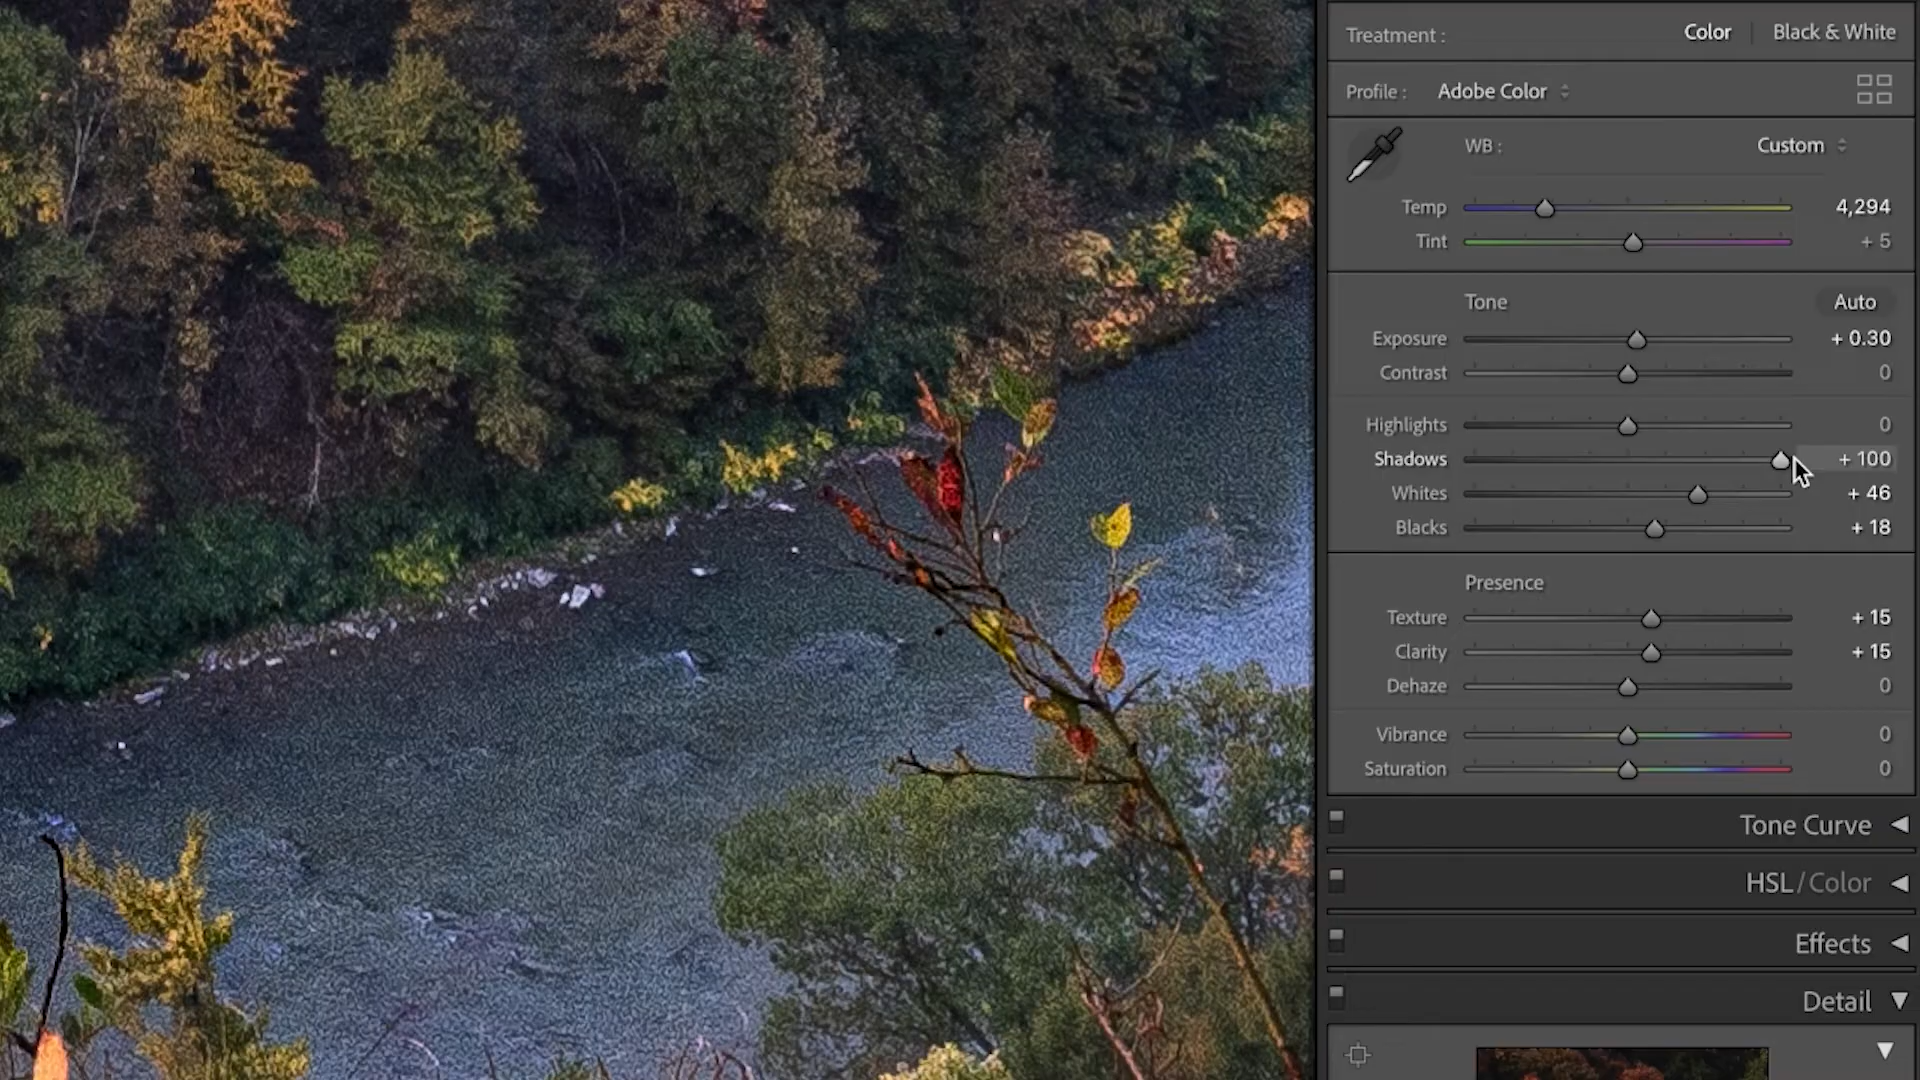 Treatment : Color | Black & White
Profile : Adobe Color
WB : Custom
Temp 4,294
Tint + 5
Tone Auto
Exposure + 0.30
Contrast 0
Highlights 0
Shadows + 100
Whites + 46
Blacks + 18
Presence
Texture + 15
Clarity + 15
Dehaze 0
Vibrance 0
Saturation 0
Tone Curve
HSL / Color
Effects
Detail